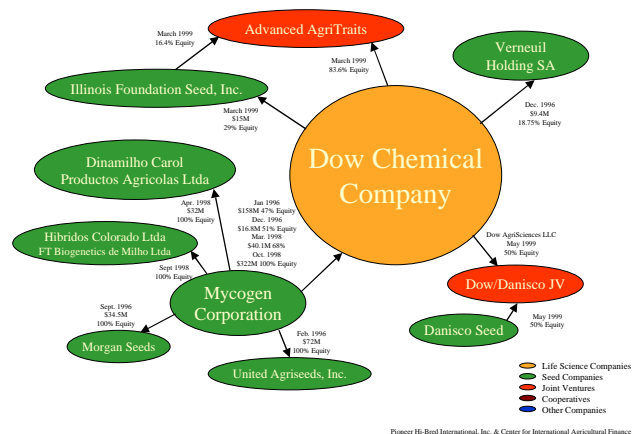 Advanced AgriTraits
March 1999
16.4% Equity
March 1999
83.6% Equity
Verneuil
Holding SA
Illinois Foundation Seed, Inc.
March 1999
$15M
29% Equity
Dec. 1996
$9.4M
18.75% Equity
Dow Chemical
Company
Dinamilho Carol
Productos Agricolas Ltda
Apr. 1998
$32M
100% Equity
Jan 1996
$158M 47% Equity
Dec. 1996
$16.8M 51% Equity
Mar. 1998
$40.1M 68%
Oct. 1998
$322M 100% Equity
Hibridos Colorado Ltda
FT Biogenetics de Milho Ltda
Sept 1998
100% Equity
Dow AgriSciences LLC
May 1999
50% Equity
Dow/Danisco JV
Mycogen
Corporation
Sept. 1996
$34.5M
100% Equity
May 1999
50% Equity
Danisco Seed
Morgan Seeds
Feb. 1996
$72M
100% Equity
United Agriseeds, Inc.
Life Science Companies
Seed Companies
Joint Ventures
Cooperatives
Other Companies
Pioneer Hi-Bred International, Inc. & Center for International Agricultural Finance